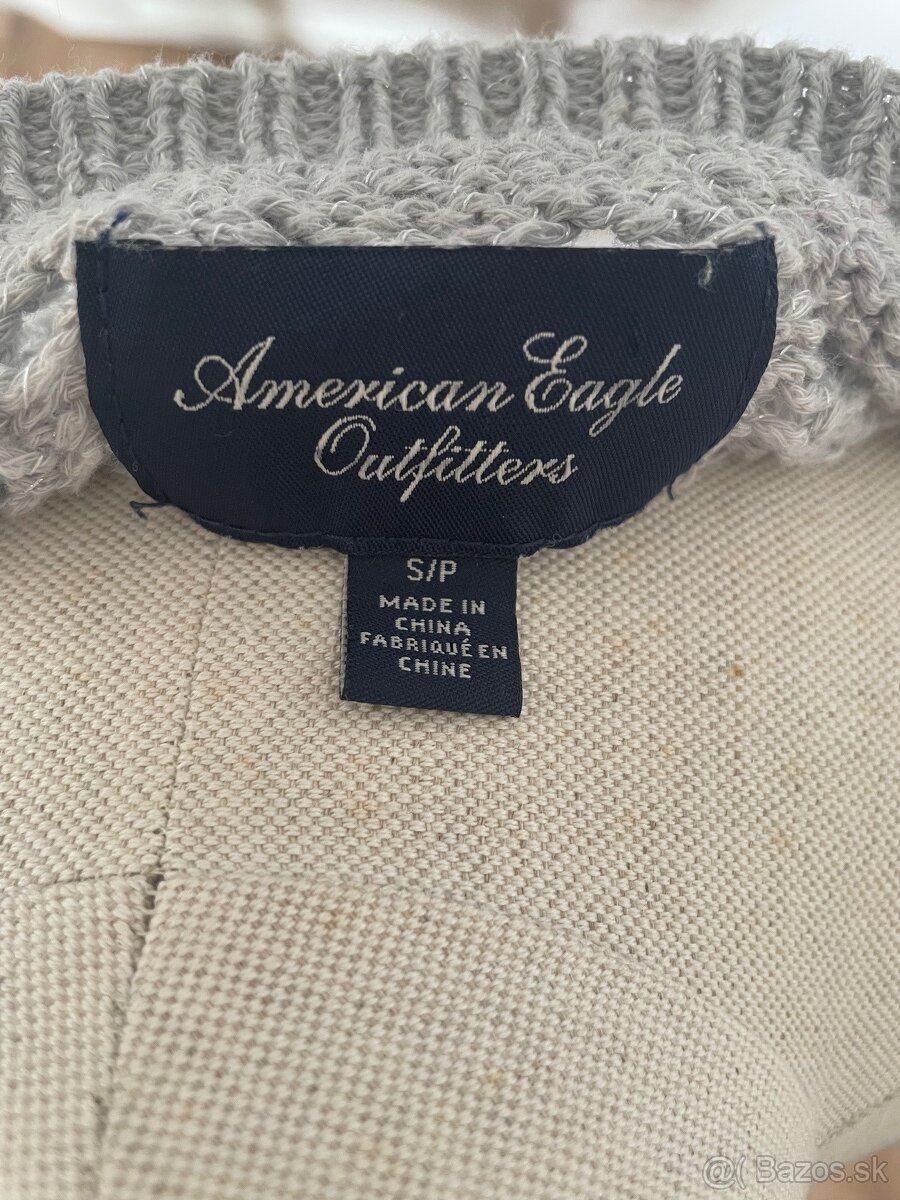 American Eagle
Outfitters
S/P
MADE IN
CHINA
FABRIQUÉ EN
CHINE
@( Bazos.sk